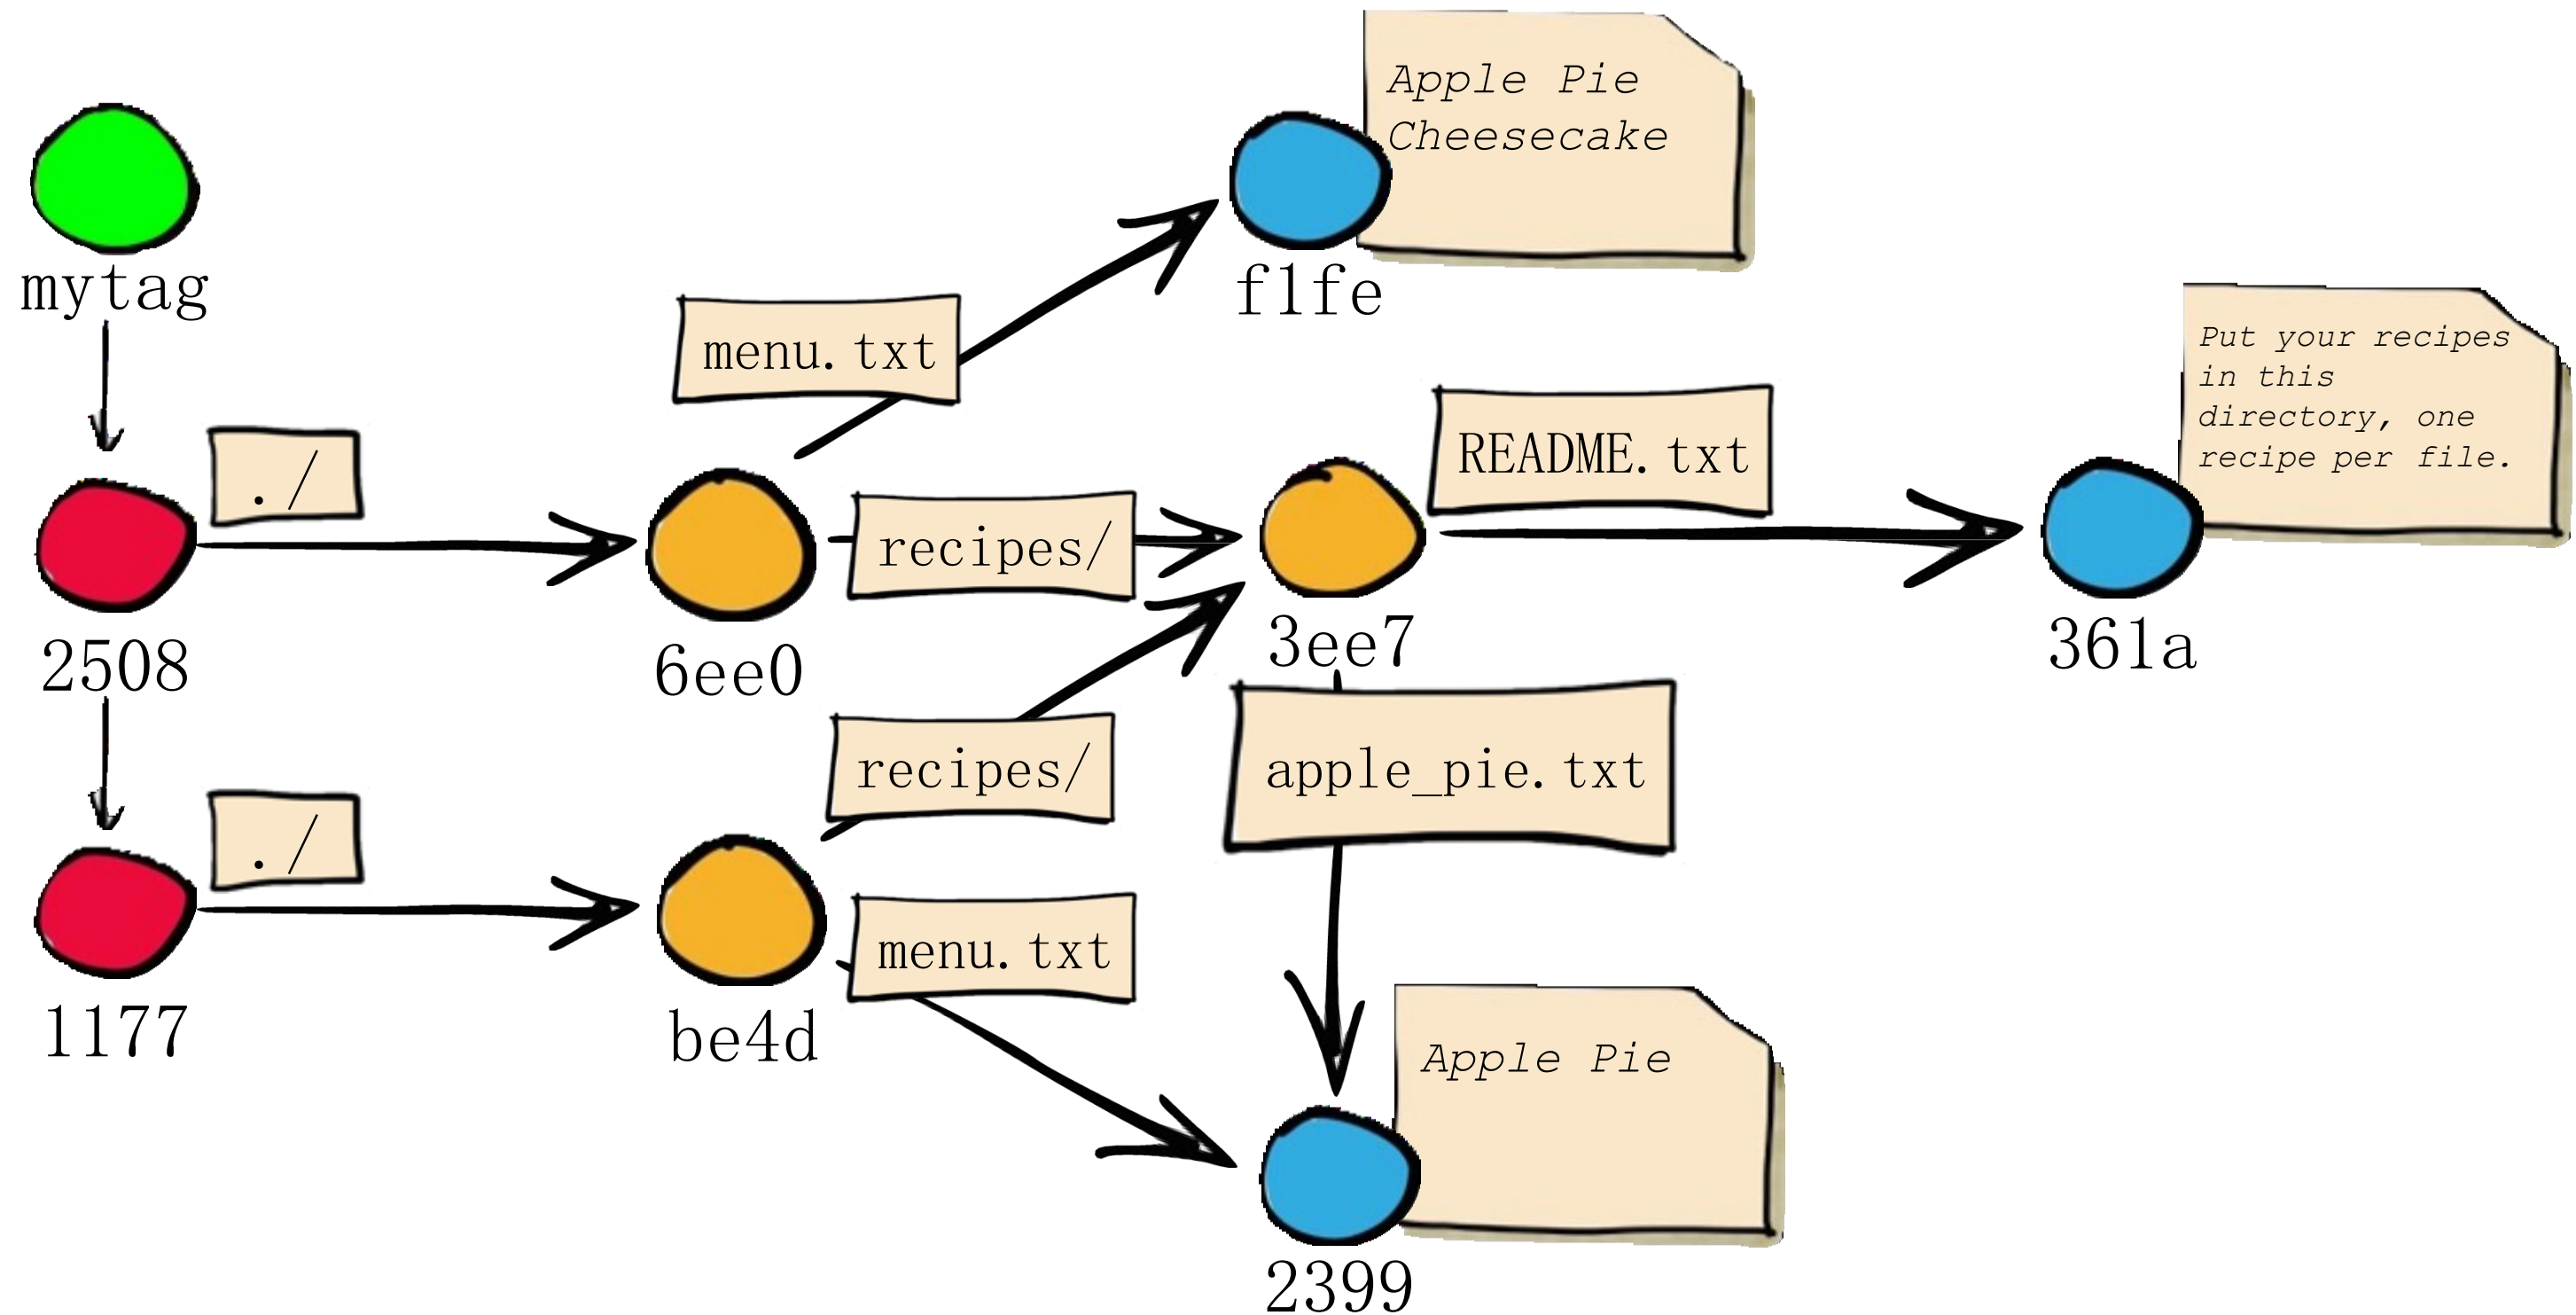 Apple Pie
Cheesecake
mytag
f1fe
menu.txt
Put your recipes
in this
directory, one
recipe per file.
README.txt
./
recipes/
2508
6ee0
3ee7
361a
recipes/
apple_pie.txt
./
menu.txt
1177
be4d
Apple Pie
2399